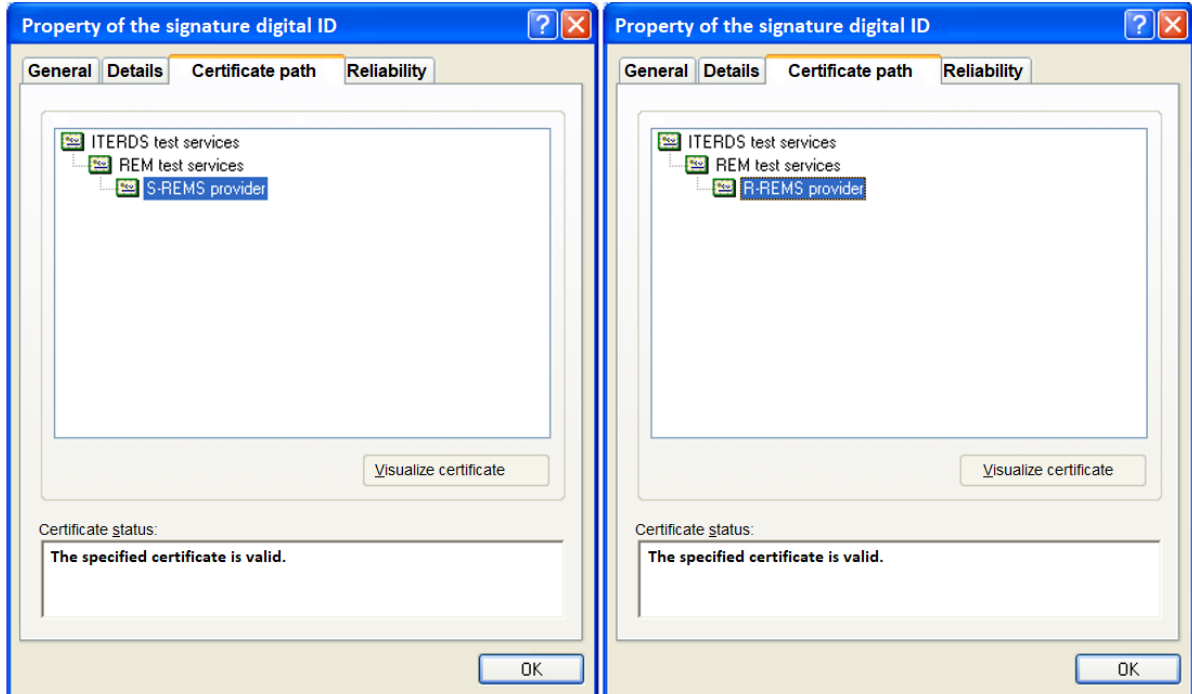 Property of the signature digital ID
General Details Certificate path Reliability
ITERDS test services
REM test services
S-REMS provider
Visualize certificate
Certificate status:
The specified certificate is valid.
OK
Property of the signature digital ID
General Details Certificate path Reliability
ITERDS test services
REM test services
R-REMS provider
Visualize certificate
Certificate status:
The specified certificate is valid.
OK